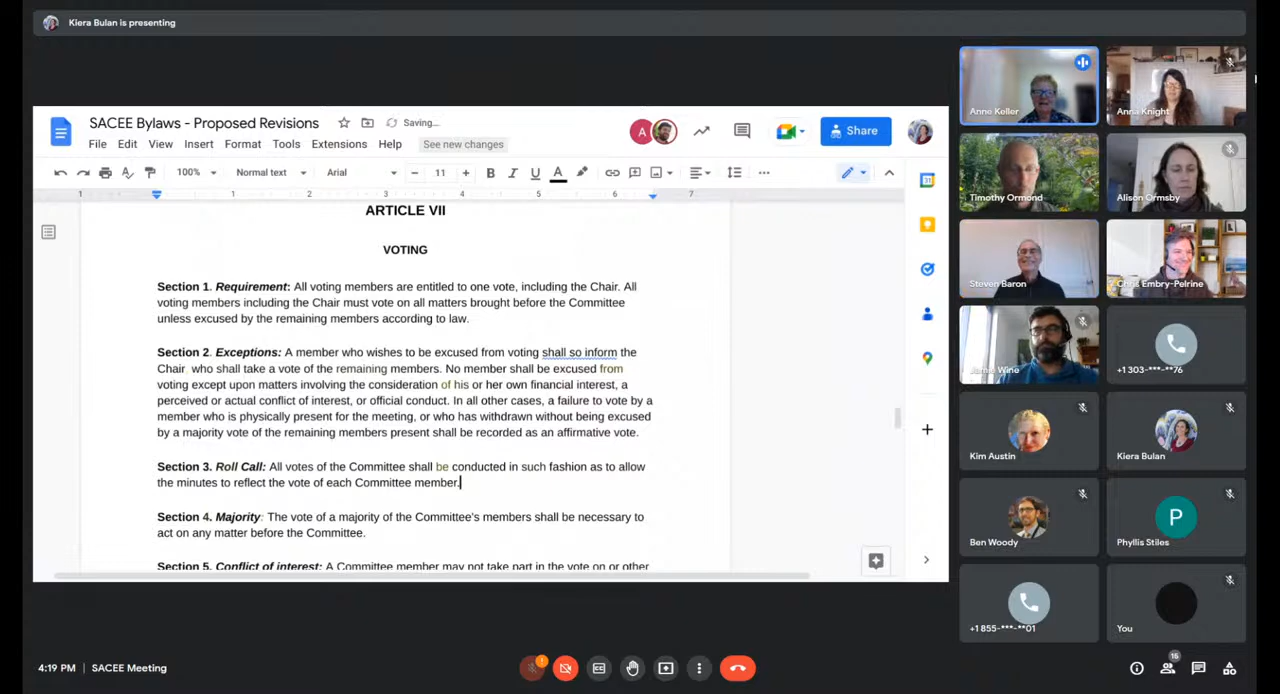 Kiera Bulan is presenting
SACEE Bylaws - Proposed Revisions
Saving...
File Edit View Insert Format Tools Extensions Help See new changes
A
Share
100% Normal text Arial 11 B I U A
1 1 2 3 4 5 6 7
31
ARTICLE VII
VOTING
Section 1. Requirement: All voting members are entitled to one vote, including the Chair. All
voting members including the Chair must vote on all matters brought before the Committee
unless excused by the remaining members according to law.
Section 2. Exceptions: A member who wishes to be excused from voting shall so inform the
Chair. who shall take a vote of the remaining members. No member shall be excused from
voting except upon matters involving the consideration of his or her own financial interest, a
perceived or actual conflict of interest, or official conduct. In all other cases, a failure to vote by a
member who is physically present for the meeting, or who has withdrawn without being excused
by a majority vote of the remaining members present shall be recorded as an affirmative vote.
Section 3. Roll Call: All votes of the Committee shall be conducted in such fashion as to allow
the minutes to reflect the vote of each Committee member.
Section 4. Majority: The vote of a majority of the Committee's members shall be necessary to
act on any matter before the Committee.
Section 5. Conflict of interest: A Committee member may not take part in the vote on or other
Anne Keller
Anna Knight
Timothy Ormond
Alison Ormsby
Steven Baron
Chris Embry-Pelrine
Jamie Wine
+1 303-***-**76
Kim Austin
Kiera Bulan
Ben Woody
P
Phyllis Stiles
+1 855-***-**01
You
4:19 PM | SACEE Meeting
15